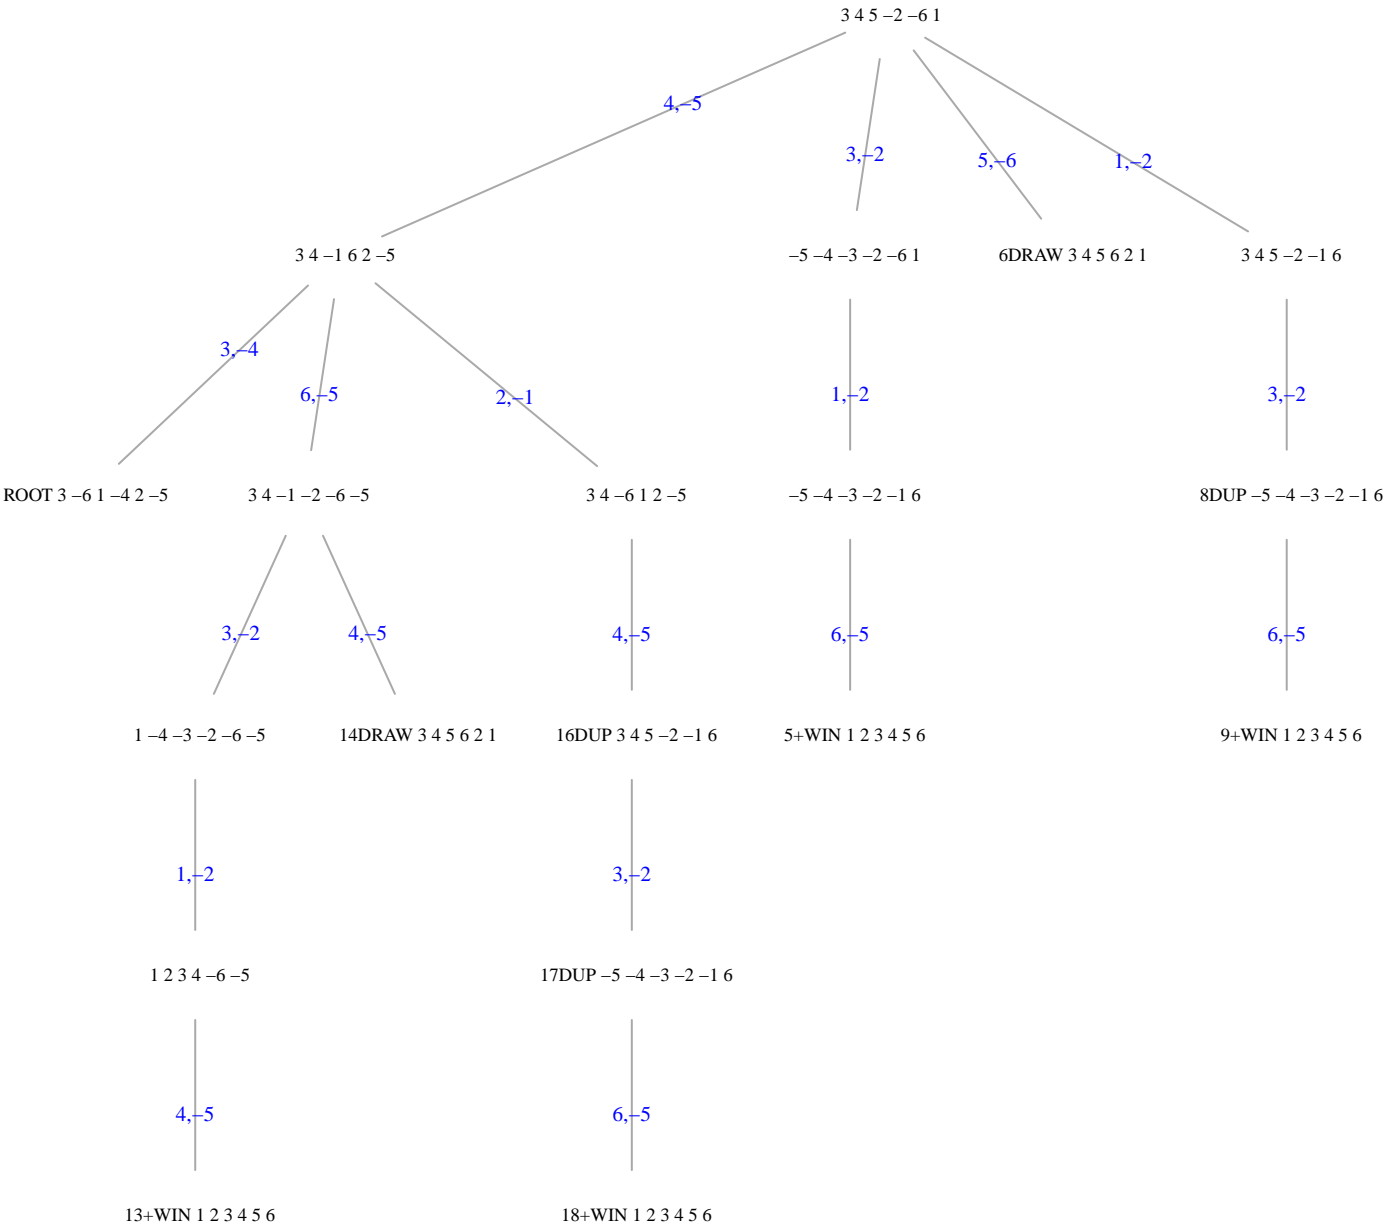 3 4 5 –2 –6 1
4,–5
3,–2
5,–6
1,–2
3 4 –1 6 2 –5
–5 –4 –3 –2 –6 1
6DRAW 3 4 5 6 2 1
3 4 5 –2 –1 6
3,–4
6,–5
2,–1
1,–2
3,–2
ROOT 3 –6 1 –4 2 –5
3 4 –1 –2 –6 –5
3 4 –6 1 2 –5
–5 –4 –3 –2 –1 6
8DUP –5 –4 –3 –2 –1 6
3,–2
4,–5
4,–5
6,–5
6,–5
1 –4 –3 –2 –6 –5
14DRAW 3 4 5 6 2 1
16DUP 3 4 5 –2 –1 6
5+WIN 1 2 3 4 5 6
9+WIN 1 2 3 4 5 6
1,–2
3,–2
1 2 3 4 –6 –5
17DUP –5 –4 –3 –2 –1 6
4,–5
6,–5
13+WIN 1 2 3 4 5 6
18+WIN 1 2 3 4 5 6